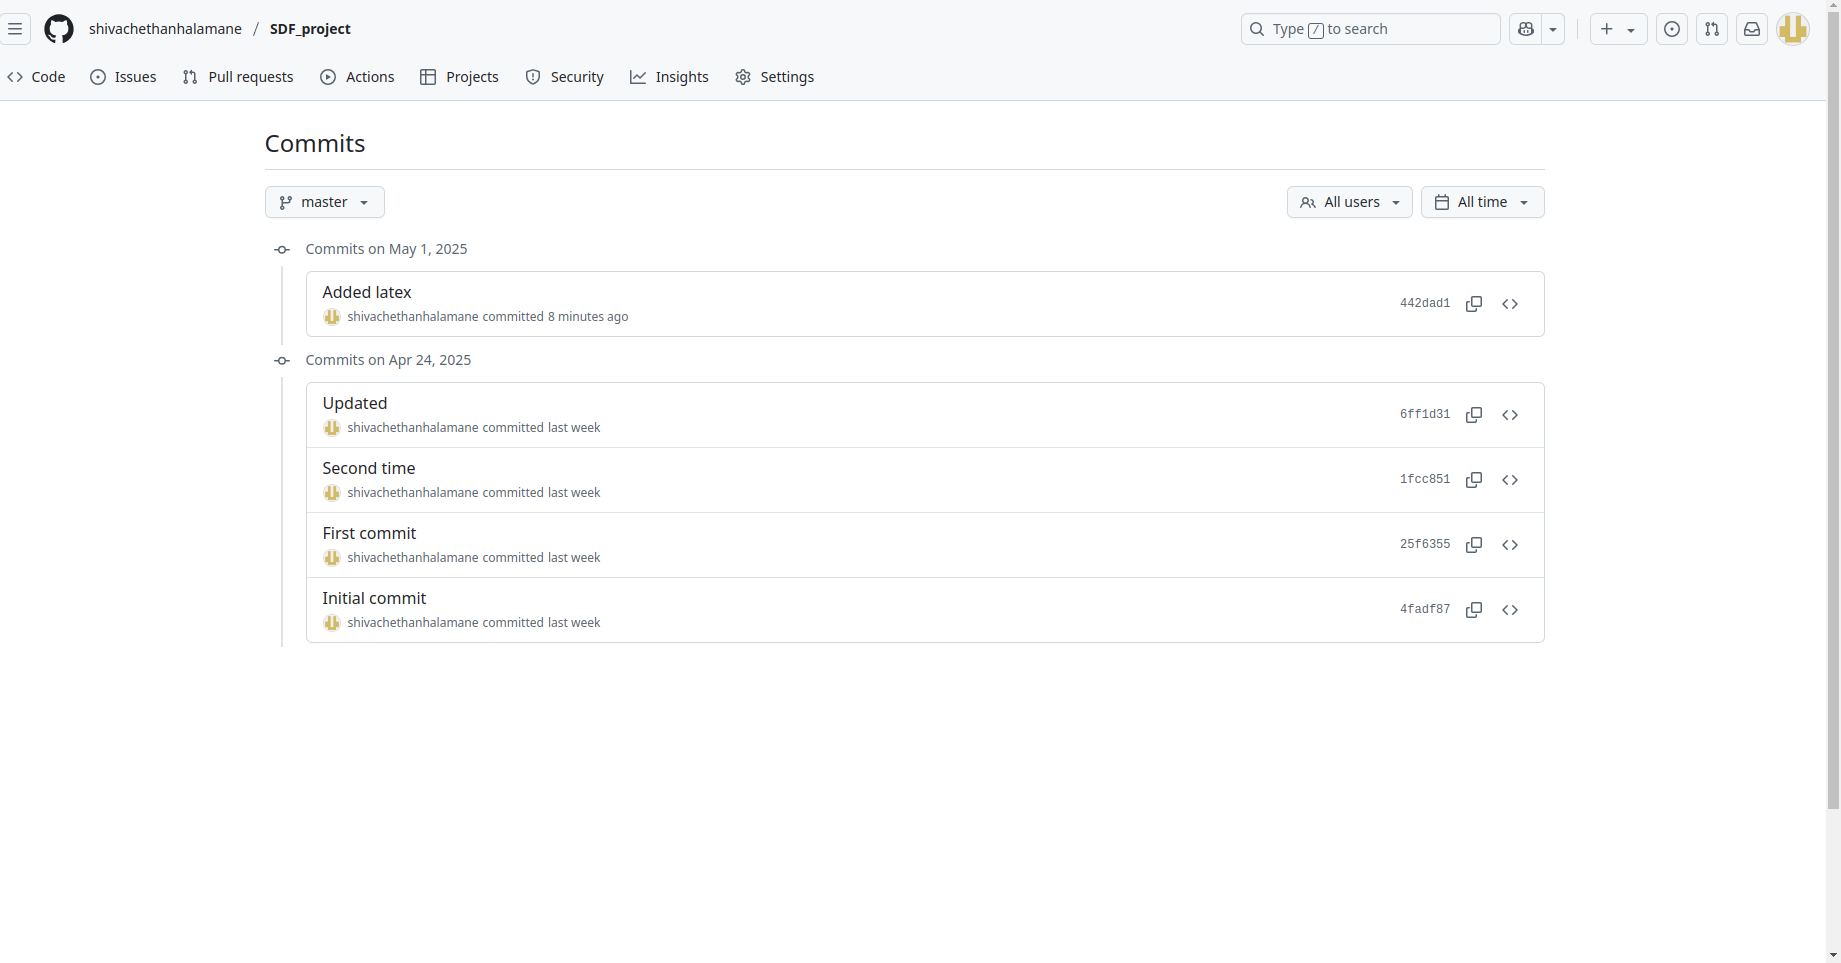 shivachethanhalamane / SDF_project
Type / to search
Code Issues Pull requests Actions Projects Security Insights Settings
Commits
master All users All time
Commits on May 1, 2025
Added latex
shivachethanhalamane committed 8 minutes ago
442dad1
Commits on Apr 24, 2025
Updated
shivachethanhalamane committed last week
6ff1d31
Second time
shivachethanhalamane committed last week
1fcc851
First commit
shivachethanhalamane committed last week
25f6355
Initial commit
shivachethanhalamane committed last week
4fadf87